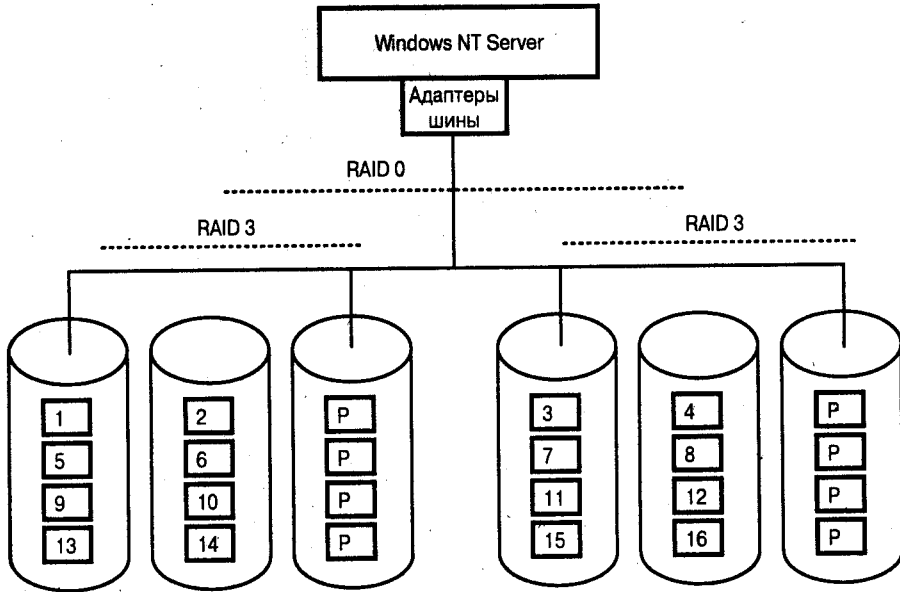 Windows NT Server
Адаптеры
шины
RAID 0
RAID 3
RAID 3
1 2 P 3 4 P
5 6 P 7 8 P
9 10 P 11 12 P
13 14 P 15 16 P